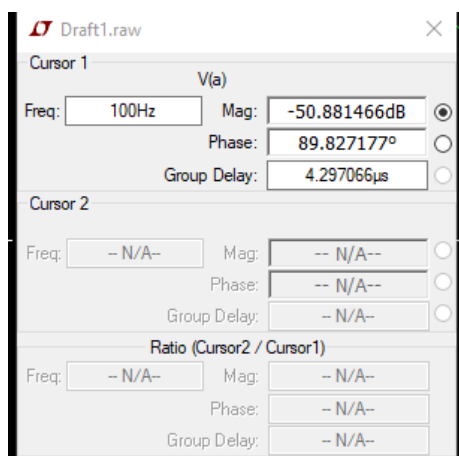 Draft1.raw
Cursor 1
V(a)
Freq: 100Hz Mag: -50.881466dB
Phase: 89.827177º
Group Delay: 4.297066µs
Cursor 2
Freq: -- N/A-- Mag: -- N/A--
Phase: -- N/A--
Group Delay: -- N/A--
Ratio (Cursor2 / Cursor1)
Freq: -- N/A-- Mag: -- N/A--
Phase: -- N/A--
Group Delay: -- N/A--